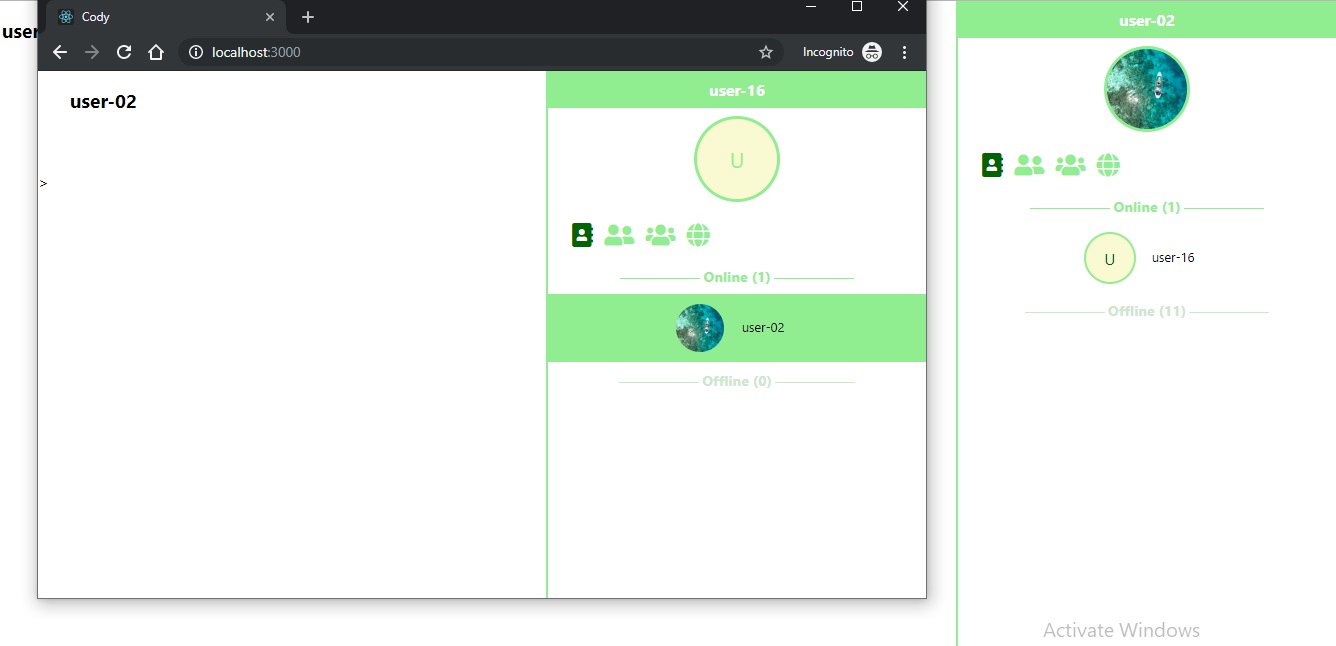 user
Cody
localhost:3000
Incognito
user-02
>
user-16
U
Online (1)
user-02
Offline (0)
user-02
Online (1)
U
user-16
Offline (11)
Activate Windows